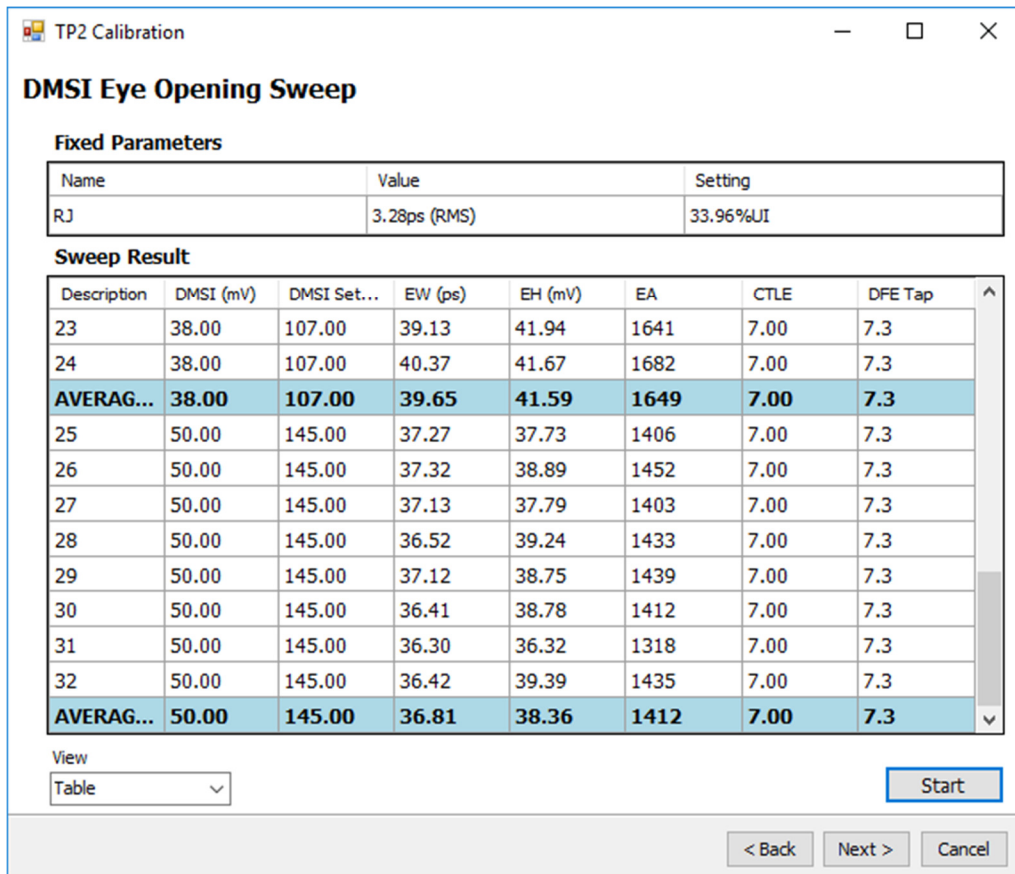 TP2 Calibration
DMSI Eye Opening Sweep
Fixed Parameters
Name Value Setting
RJ 3.28ps (RMS) 33.96%UI
Sweep Result
Description DMSI (mV) DMSI Set... EW (ps) EH (mV) EA CTLE DFE Tap
23 38.00 107.00 39.13 41.94 1641 7.00 7.3
24 38.00 107.00 40.37 41.67 1682 7.00 7.3
AVERAG... 38.00 107.00 39.65 41.59 1649 7.00 7.3
25 50.00 145.00 37.27 37.73 1406 7.00 7.3
26 50.00 145.00 37.32 38.89 1452 7.00 7.3
27 50.00 145.00 37.13 37.79 1403 7.00 7.3
28 50.00 145.00 36.52 39.24 1433 7.00 7.3
29 50.00 145.00 37.12 38.75 1439 7.00 7.3
30 50.00 145.00 36.41 38.78 1412 7.00 7.3
31 50.00 145.00 36.30 36.32 1318 7.00 7.3
32 50.00 145.00 36.42 39.39 1435 7.00 7.3
AVERAG... 50.00 145.00 36.81 38.36 1412 7.00 7.3
View
Table
Start
< Back Next > Cancel